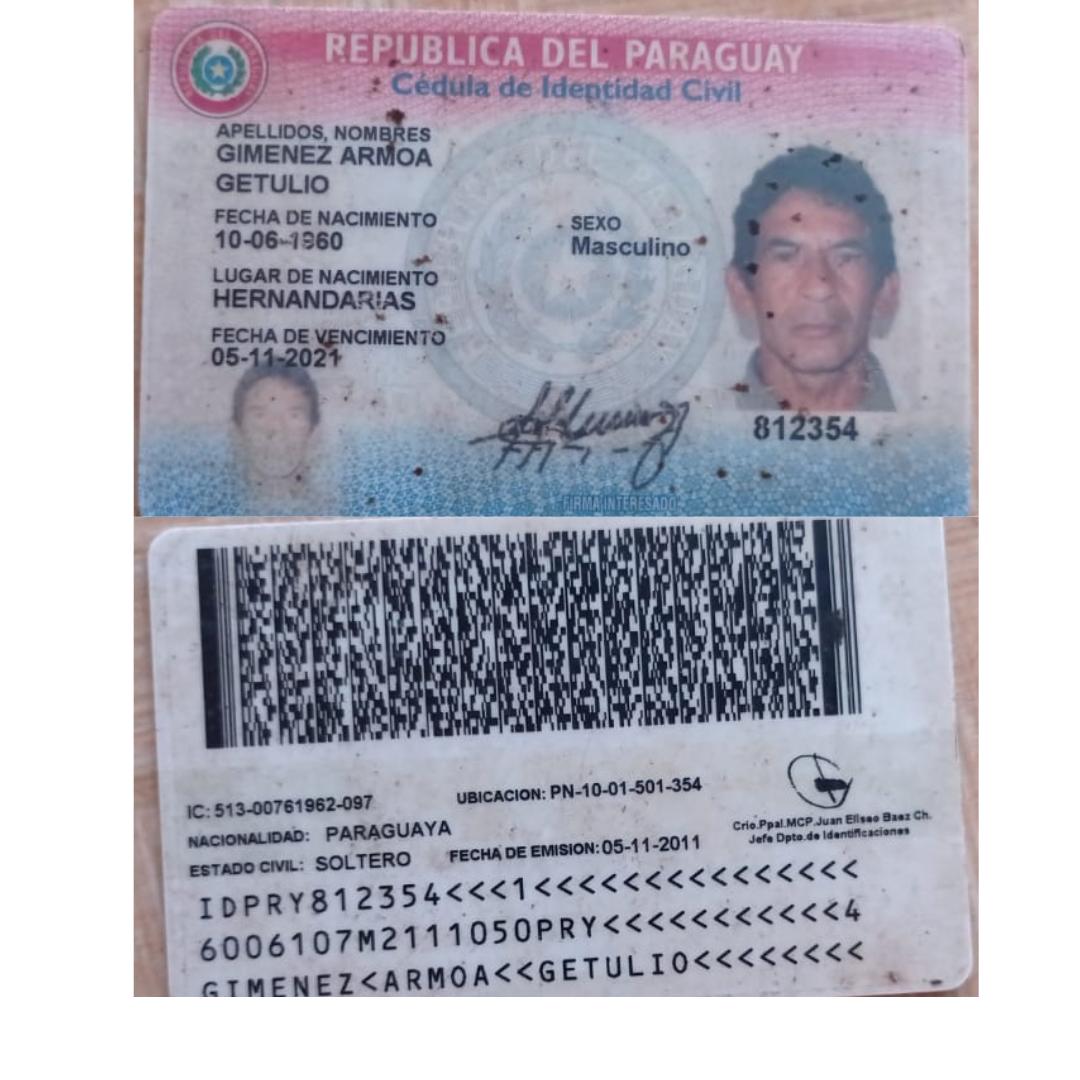 REPUBLICA DEL PARAGUAY
Cédula de Identidad Civil
APELLIDOS, NOMBRES
GIMENEZ ARMOA
GETULIO
FECHA DE NACIMIENTO
10-06-1960
SEXO
Masculino
LUGAR DE NACIMIENTO
HERNANDARIAS
FECHA DE VENCIMIENTO
05-11-2021
812354
FIRMA INTERESADO
IC: 513-00761962-097
UBICACION: PN-10-01-501-354
NACIONALIDAD: PARAGUAYA
Crio.Ppal.MCP.Juan Eliseo Baez Ch.
Jefe Dpto.de Identificaciones
ESTADO CIVIL: SOLTERO
FECHA DE EMISION: 05-11-2011
IDPRY812354<<<1<<<<<<<<<<<<<<<
6006107M2111050PRY<<<<<<<<<<<4
GIMENEZ<ARMOA<<GETULIO<<<<<<<<